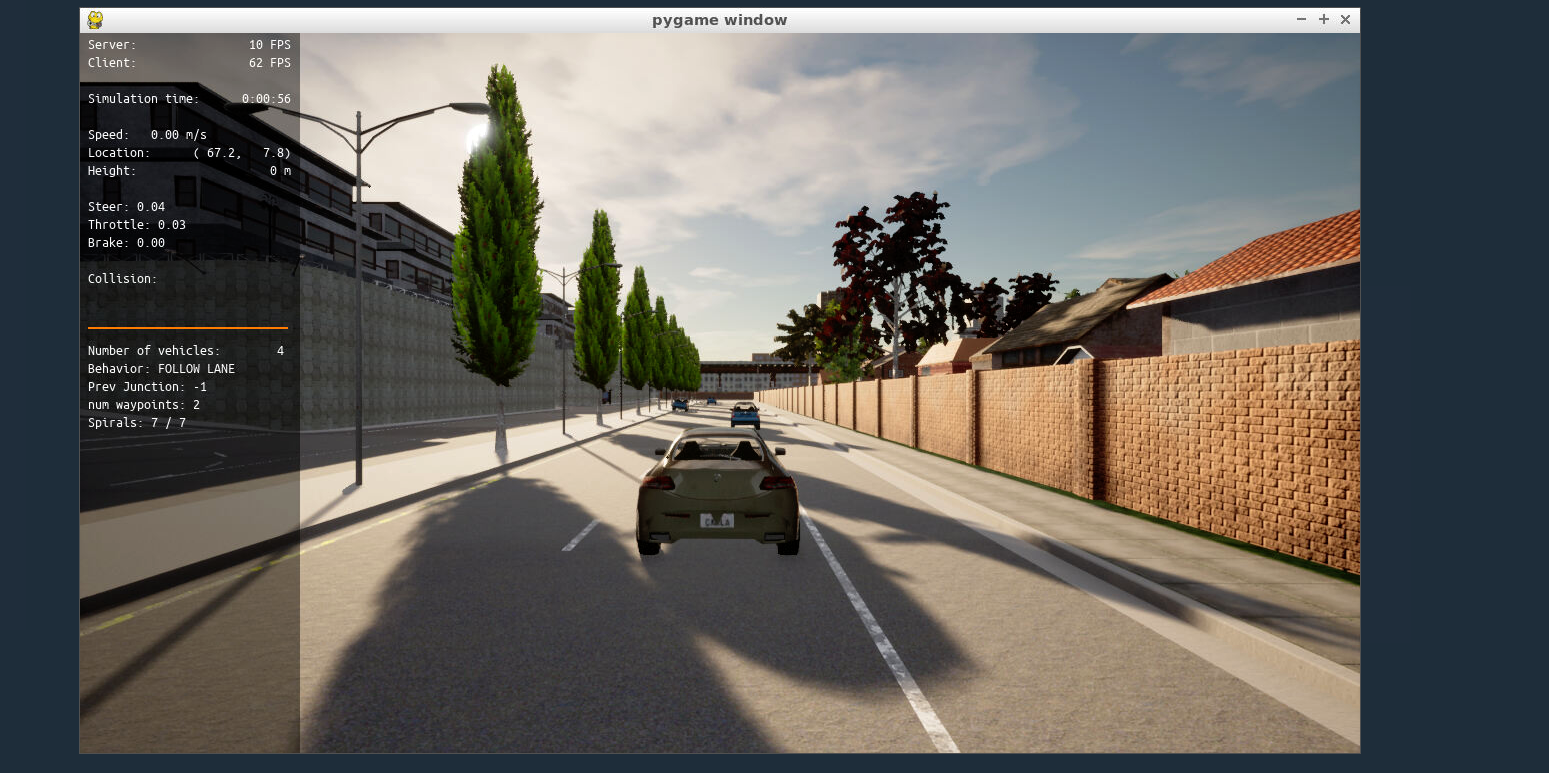 pygame window
Server: 10 FPS
Client: 62 FPS
Simulation time: 0:00:56
Speed: 0.00 m/s
Location: ( 67.2, 7.8)
Height: 0 m
Steer: 0.04
Throttle: 0.03
Brake: 0.00
Collision:
Number of vehicles: 4
Behavior: FOLLOW LANE
Prev Junction: -1
num waypoints: 2
Spirals: 7 / 7
CARLA